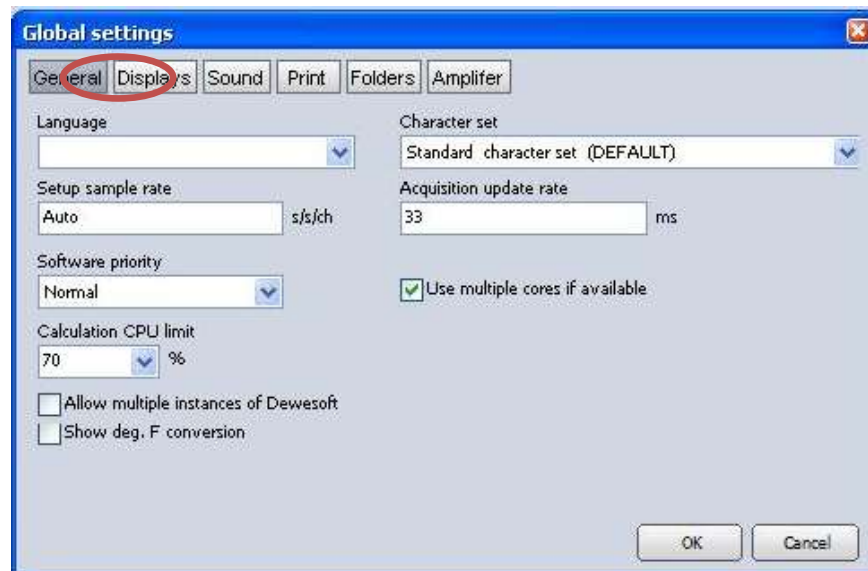 Global settings
General Displays Sound Print Folders Amplifer
Language Character set
Standard character set (DEFAULT)
Setup sample rate Acquisition update rate
Auto s/s/ch 33 ms
Software priority
Normal Use multiple cores if available
Calculation CPU limit
70 %
Allow multiple instances of Dewesoft
Show deg. F conversion
OK Cancel